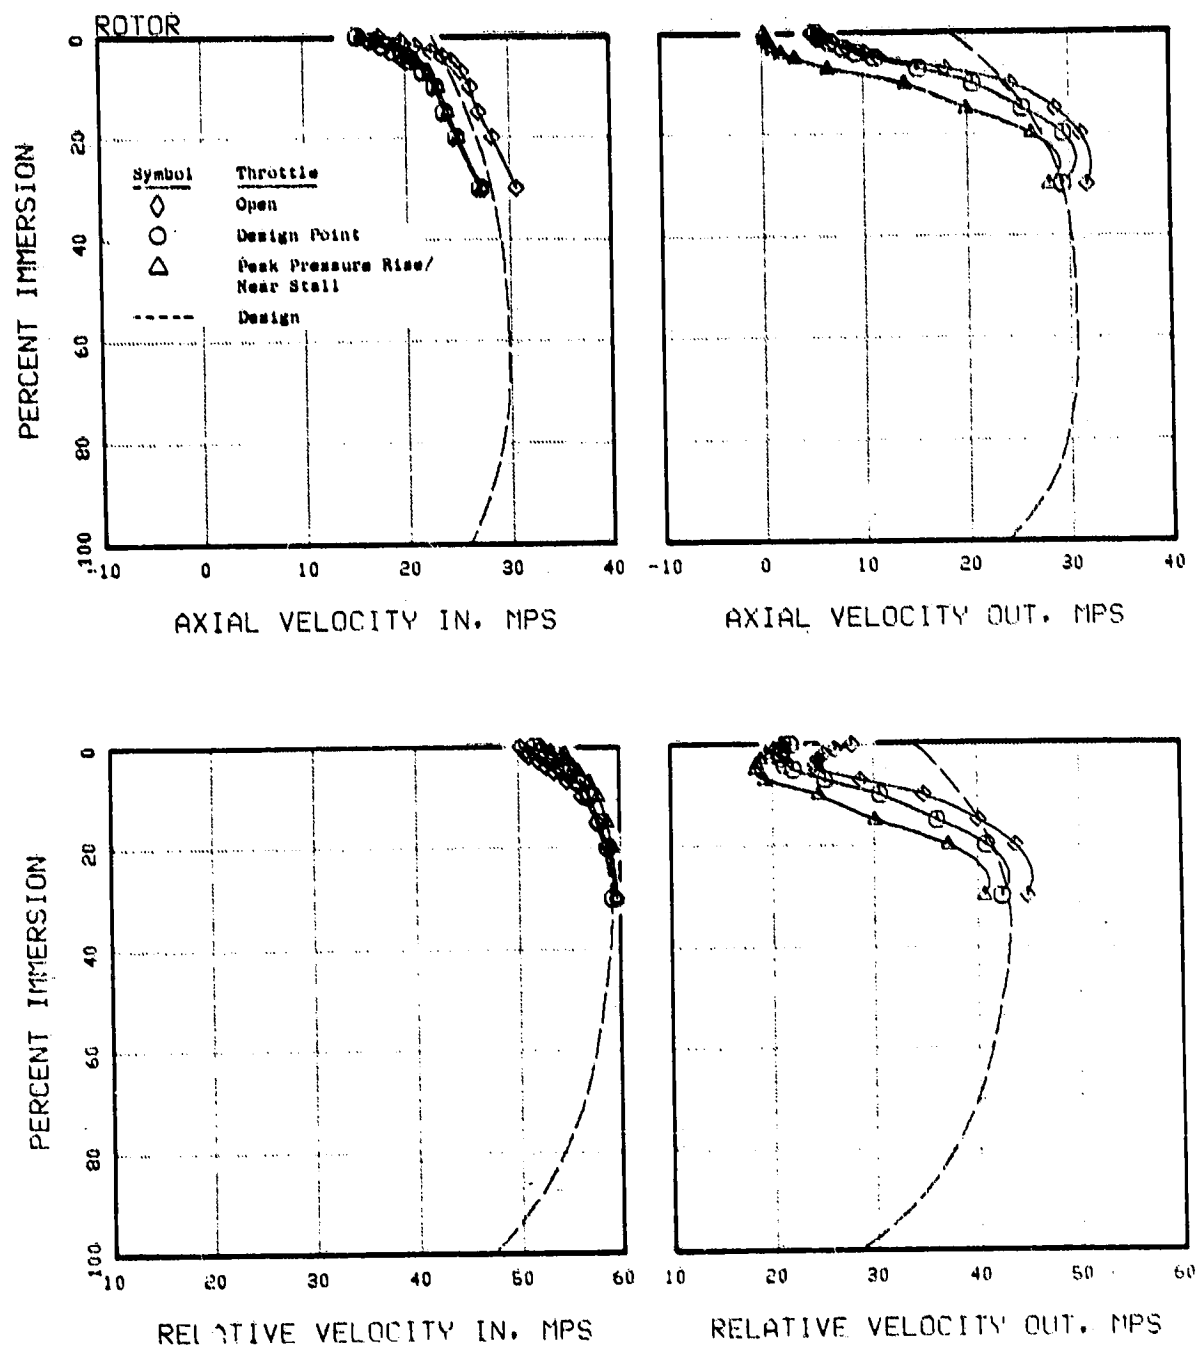 ROTOR
PERCENT IMMERSION
0
20
40
60
80
100
Symbol Throttle
Open
Design Point
Peak Pressure Rise/
Near Stall
Design
-10 0 10 20 30 40
AXIAL VELOCITY IN, MPS
-10 0 10 20 30 40
AXIAL VELOCITY OUT, MPS
PERCENT IMMERSION
0
20
40
60
80
100
10 20 30 40 50 60
RELATIVE VELOCITY IN, MPS
10 20 30 40 50 60
RELATIVE VELOCITY OUT, MPS